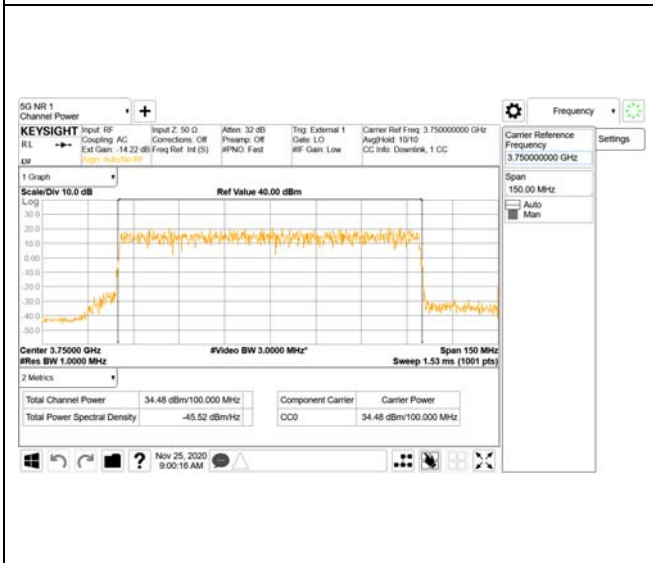 5G NR 1
Channel Power
+
Frequency
KEYSIGHT
RL
Input: RF
Coupling: AC
Ext Gain: -14.22 dB
Align: Auto/No RF
Input Z: 50 Ω
Corrections: Off
Freq Ref: Int (S)
Atten: 32 dB
Preamp: Off
#PNO: Fast
Trig: External 1
Gate: LO
#IF Gain: Low
Carrier Ref Freq: 3.750000000 GHz
Avg|Hold: 10/10
CC Info: Downlink, 1 CC
Carrier Reference
Frequency
3.750000000 GHz
Settings
Span
150.00 MHz
Auto
Man
1 Graph
Scale/Div 10.0 dB
Ref Value 40.00 dBm
Log
30.0
20.0
10.0
0.00
-10.0
-20.0
-30.0
-40.0
-50.0
Center 3.75000 GHz
#Video BW 3.0000 MHz*
Span 150 MHz
#Res BW 1.0000 MHz
Sweep 1.53 ms (1001 pts)
2 Metrics
Total Channel Power 34.48 dBm/100.000 MHz
Total Power Spectral Density -45.52 dBm/Hz
Component Carrier Carrier Power
CC0 34.48 dBm/100.000 MHz
?
Nov 25, 2020
9:00:16 AM